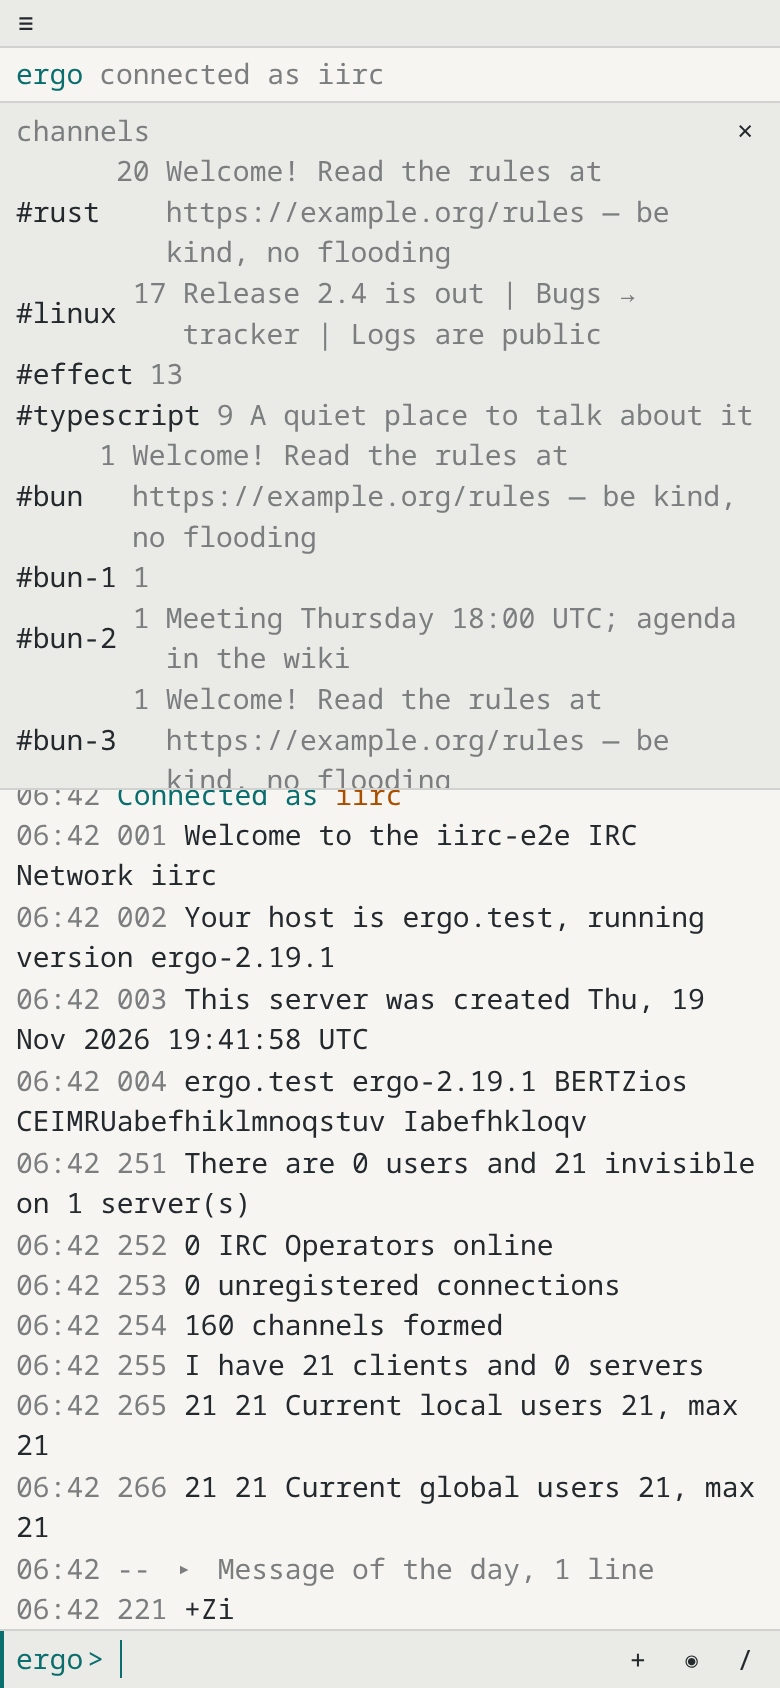 ≡
ergo connected as iirc
channels ×
20 Welcome! Read the rules at
#rust https://example.org/rules — be
kind, no flooding
#linux 17 Release 2.4 is out | Bugs →
tracker | Logs are public
#effect 13
#typescript 9 A quiet place to talk about it
1 Welcome! Read the rules at
#bun https://example.org/rules — be kind,
no flooding
#bun-1 1
#bun-2 1 Meeting Thursday 18:00 UTC; agenda
in the wiki
1 Welcome! Read the rules at
#bun-3 https://example.org/rules — be
kind, no flooding
06:42 Connected as iirc
06:42 001 Welcome to the iirc-e2e IRC
Network iirc
06:42 002 Your host is ergo.test, running
version ergo-2.19.1
06:42 003 This server was created Thu, 19
Nov 2026 19:41:58 UTC
06:42 004 ergo.test ergo-2.19.1 BERTZios
CEIMRUabefhiklmnoqstuv Iabefhkloqv
06:42 251 There are 0 users and 21 invisible
on 1 server(s)
06:42 252 0 IRC Operators online
06:42 253 0 unregistered connections
06:42 254 160 channels formed
06:42 255 I have 21 clients and 0 servers
06:42 265 21 21 Current local users 21, max
21
06:42 266 21 21 Current global users 21, max
21
06:42 -- ▸ Message of the day, 1 line
06:42 221 +Zi
ergo> + ◉ /